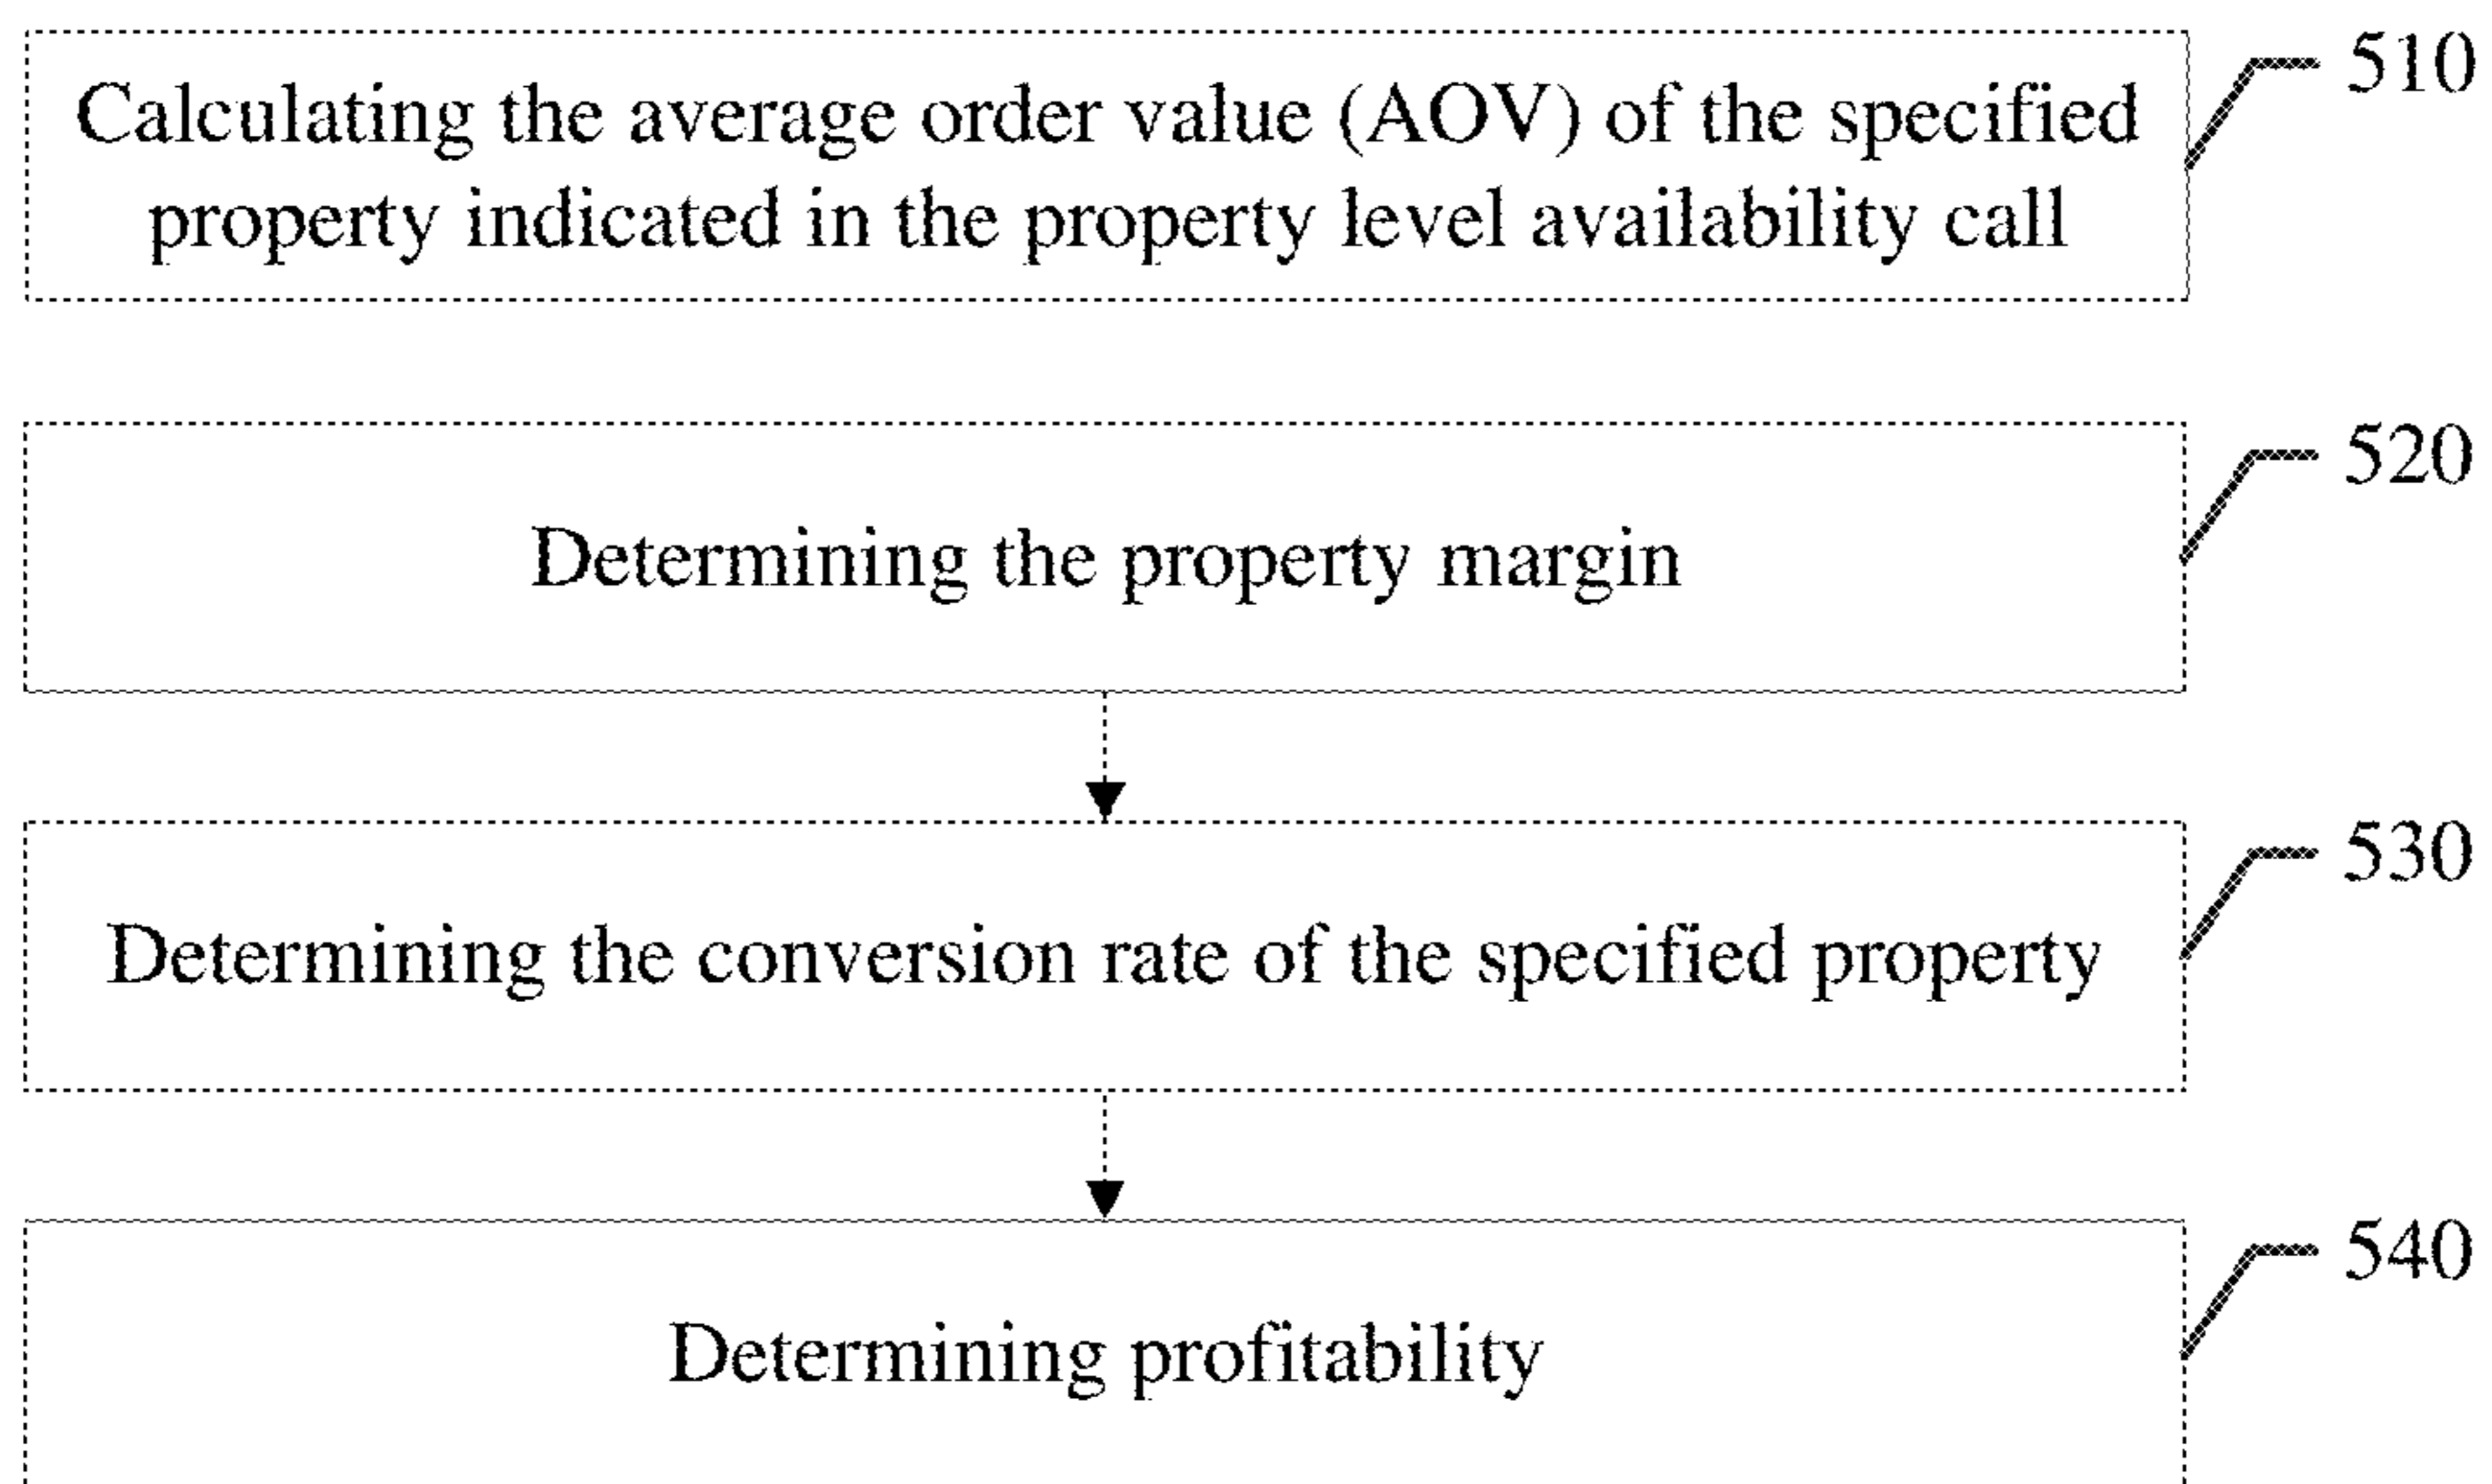 510
Calculating the average order value (AOV) of the specified
property indicated in the property level availability call
520
Determining the property margin
530
Determining the conversion rate of the specified property
540
Determining profitability